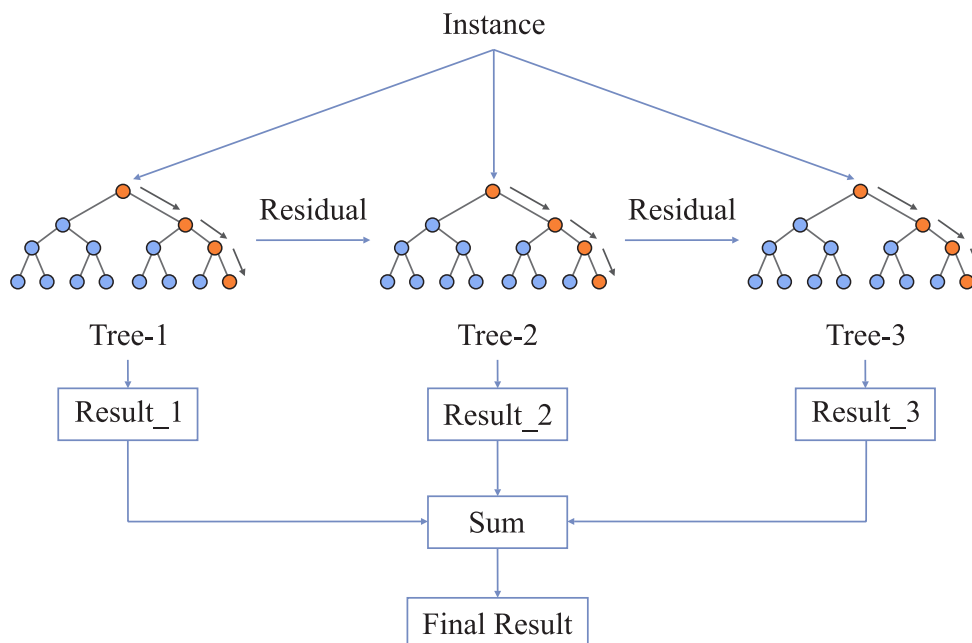 Instance
Residual
Residual
Tree-1
Tree-2
Tree-3
Result_1
Result_2
Result_3
Sum
Final Result